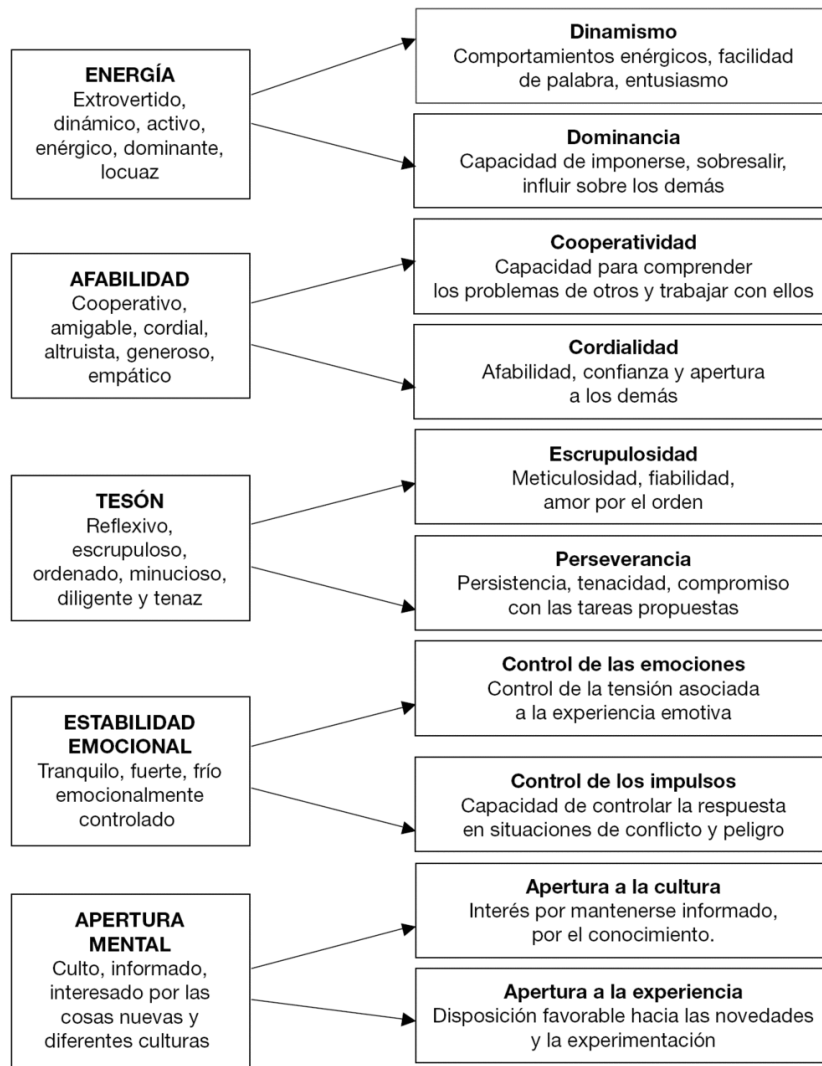 ENERGÍA
Extrovertido,
dinámico, activo,
enérgico, dominante,
locuaz
Dinamismo
Comportamientos enérgicos, facilidad
de palabra, entusiasmo
Dominancia
Capacidad de imponerse, sobresalir,
influir sobre los demás
AFABILIDAD
Cooperativo,
amigable, cordial,
altruista, generoso,
empático
Cooperatividad
Capacidad para comprender
los problemas de otros y trabajar con ellos
Cordialidad
Afabilidad, confianza y apertura
a los demás
TESÓN
Reflexivo,
escrupuloso,
ordenado, minucioso,
diligente y tenaz
Escrupulosidad
Meticulosidad, fiabilidad,
amor por el orden
Perseverancia
Persistencia, tenacidad, compromiso
con las tareas propuestas
ESTABILIDAD
EMOCIONAL
Tranquilo, fuerte, frío
emocionalmente
controlado
Control de las emociones
Control de la tensión asociada
a la experiencia emotiva
Control de los impulsos
Capacidad de controlar la respuesta
en situaciones de conflicto y peligro
APERTURA
MENTAL
Culto, informado,
interesado por las
cosas nuevas y
diferentes culturas
Apertura a la cultura
Interés por mantenerse informado,
por el conocimiento.
Apertura a la experiencia
Disposición favorable hacia las novedades
y la experimentación